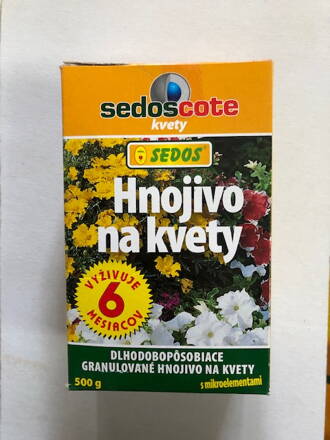 sedoscote
kvety
SEDOS
Hnojivo
na kvety
VYŽIVUJE
6
MESIACOV
DLHODOBOPÔSOBIACE
GRANULOVANÉ HNOJIVO NA KVETY
500 g
s mikroelementami